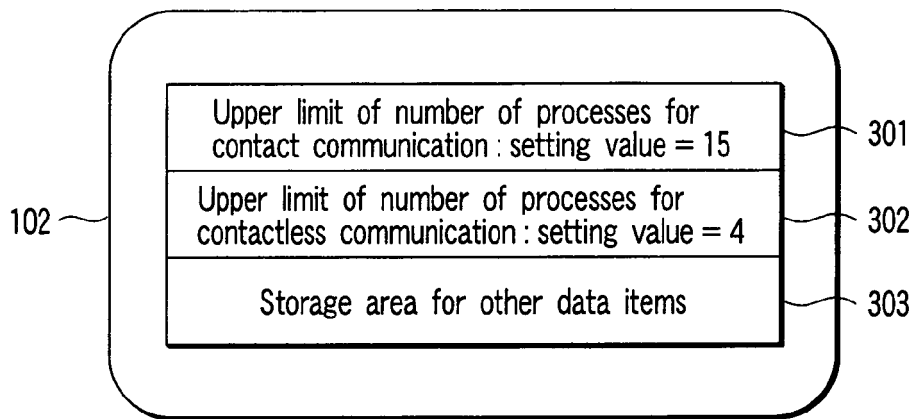 Upper limit of number of processes for
contact communication : setting value = 15
301
Upper limit of number of processes for
contactless communication : setting value = 4
102
302
Storage area for other data items
303